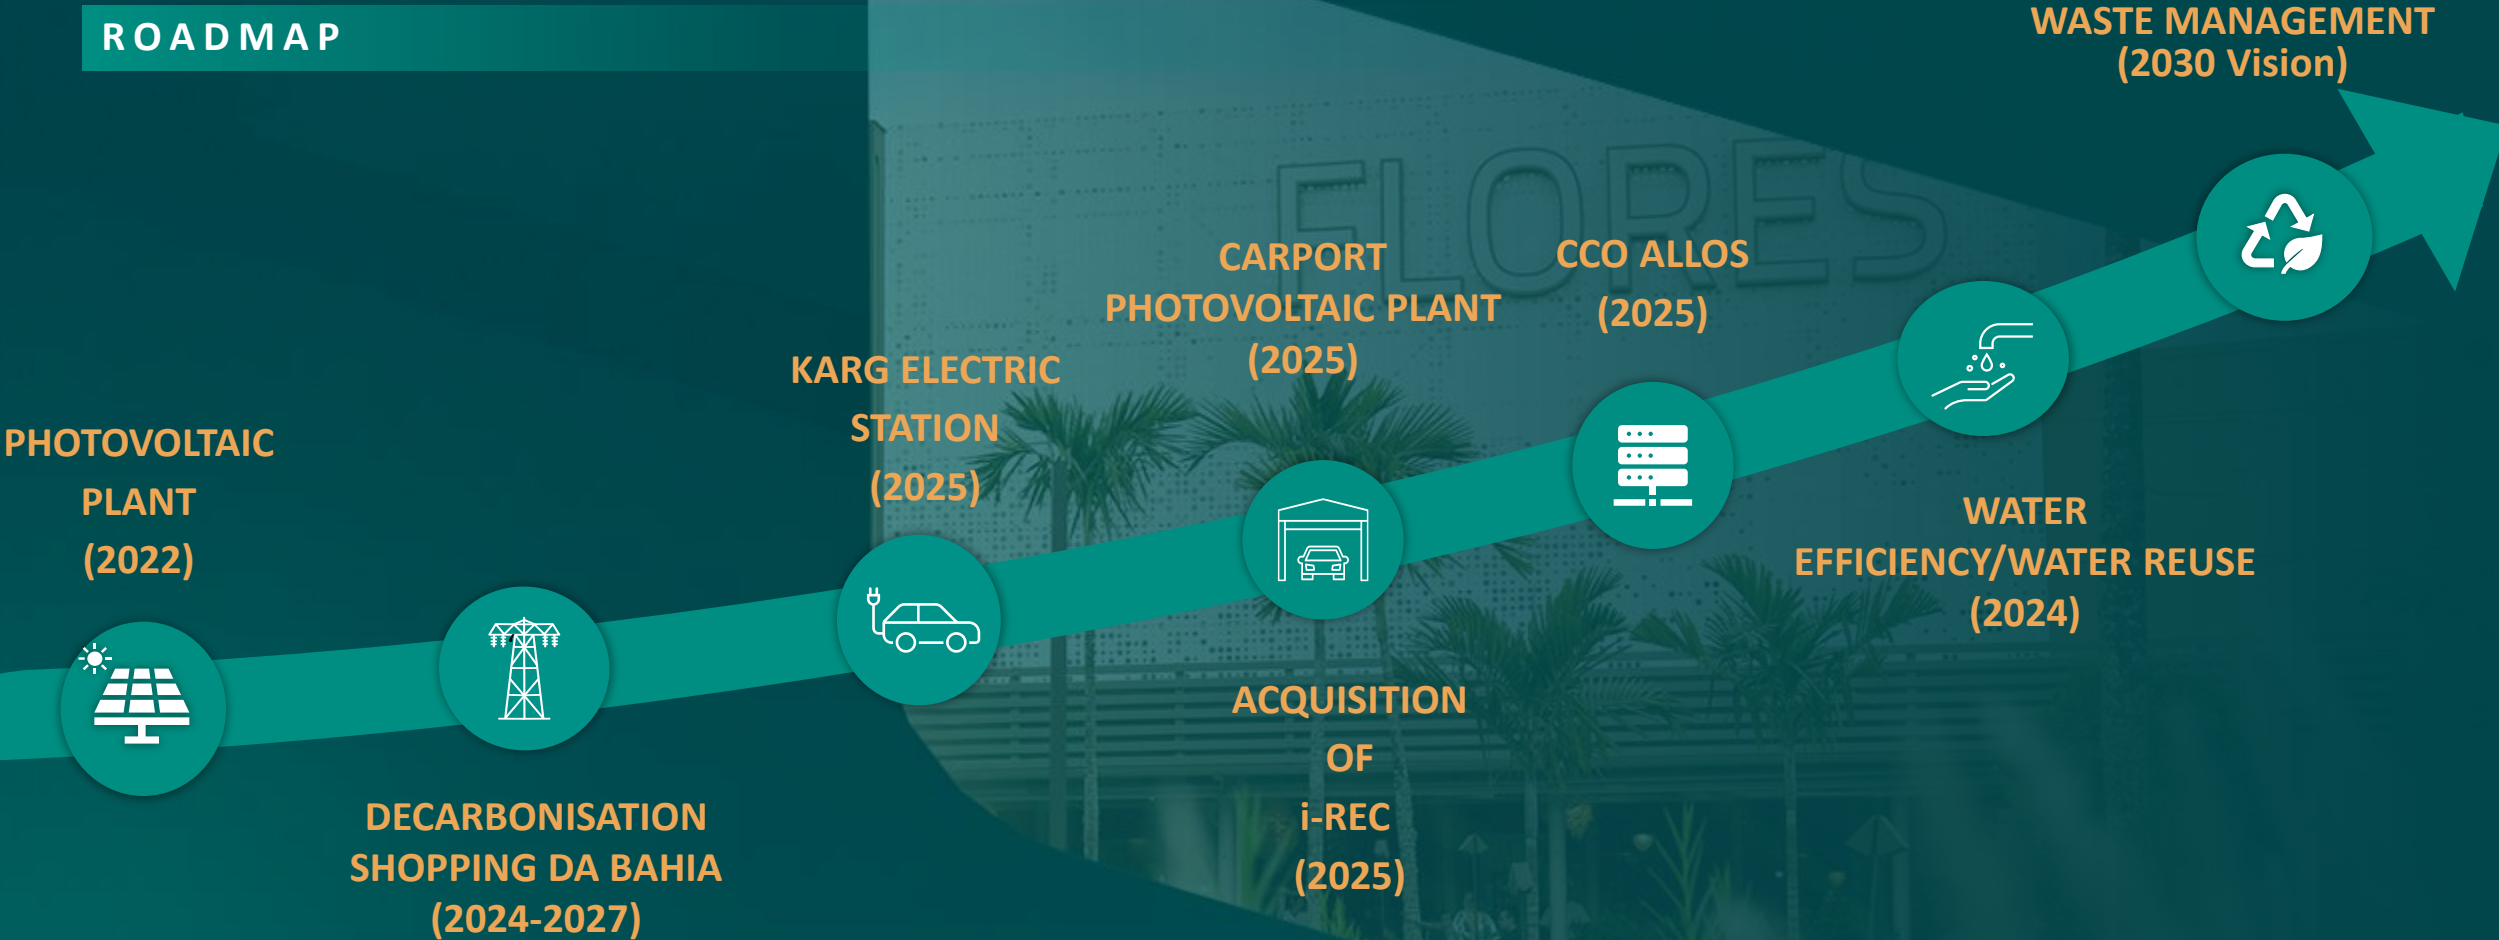 ROADMAP
WASTE MANAGEMENT
(2030 Vision)
FLORES
CARPORT
PHOTOVOLTAIC PLANT
(2025)
CCO ALLOS
(2025)
KARG ELECTRIC
STATION
(2025)
PHOTOVOLTAIC
PLANT
(2022)
WATER
EFFICIENCY/WATER REUSE
(2024)
ACQUISITION
OF
i-REC
(2025)
DECARBONISATION
SHOPPING DA BAHIA
(2024-2027)